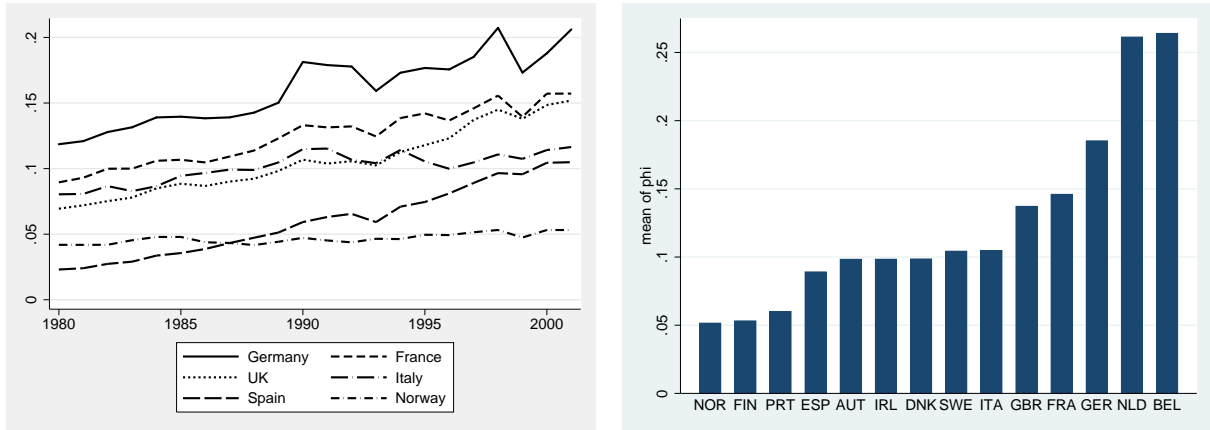 .2
.15
.1
.05
0
1980 1985 1990 1995 2000
Germany France
UK Italy
Spain Norway
mean of phi
.25
.2
.15
.1
.05
0
NOR FIN PRT ESP AUT IRL DNK SWE ITA GBR FRA GER NLD BEL